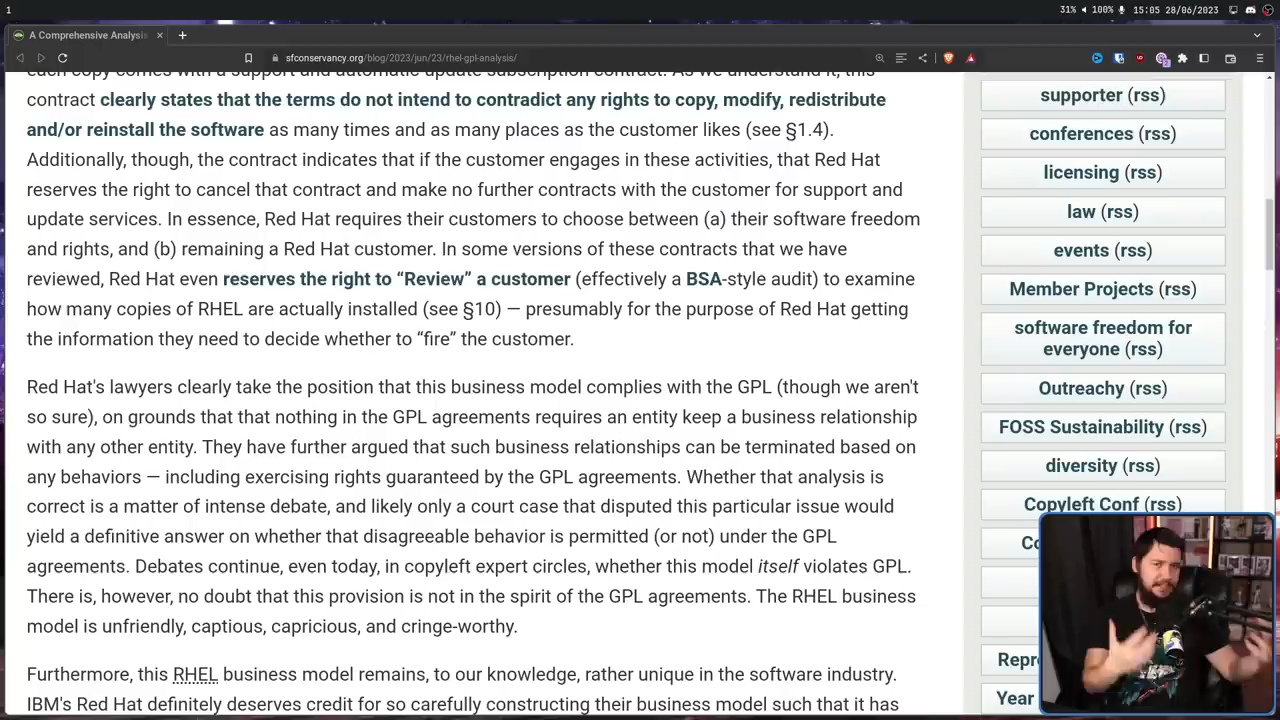 1
31% 100% 15:05 28/06/2023
A Comprehensive Analysis
sfconservancy.org/blog/2023/jun/23/rhel-gpl-analysis/
each copy comes with a support and automatic update subscription contract. As we understand it, this
contract clearly states that the terms do not intend to contradict any rights to copy, modify, redistribute
and/or reinstall the software as many times and as many places as the customer likes (see §1.4).
Additionally, though, the contract indicates that if the customer engages in these activities, that Red Hat
reserves the right to cancel that contract and make no further contracts with the customer for support and
update services. In essence, Red Hat requires their customers to choose between (a) their software freedom
and rights, and (b) remaining a Red Hat customer. In some versions of these contracts that we have
reviewed, Red Hat even reserves the right to “Review” a customer (effectively a BSA-style audit) to examine
how many copies of RHEL are actually installed (see §10) — presumably for the purpose of Red Hat getting
the information they need to decide whether to “fire” the customer.
Red Hat's lawyers clearly take the position that this business model complies with the GPL (though we aren't
so sure), on grounds that that nothing in the GPL agreements requires an entity keep a business relationship
with any other entity. They have further argued that such business relationships can be terminated based on
any behaviors — including exercising rights guaranteed by the GPL agreements. Whether that analysis is
correct is a matter of intense debate, and likely only a court case that disputed this particular issue would
yield a definitive answer on whether that disagreeable behavior is permitted (or not) under the GPL
agreements. Debates continue, even today, in copyleft expert circles, whether this model itself violates GPL.
There is, however, no doubt that this provision is not in the spirit of the GPL agreements. The RHEL business
model is unfriendly, captious, capricious, and cringe-worthy.
Furthermore, this RHEL business model remains, to our knowledge, rather unique in the software industry.
IBM's Red Hat definitely deserves credit for so carefully constructing their business model such that it has
supporter (rss)
conferences (rss)
licensing (rss)
law (rss)
events (rss)
Member Projects (rss)
software freedom for
everyone (rss)
Outreachy (rss)
FOSS Sustainability (rss)
diversity (rss)
Copyleft Conf (rss)
Co
Repr
Year